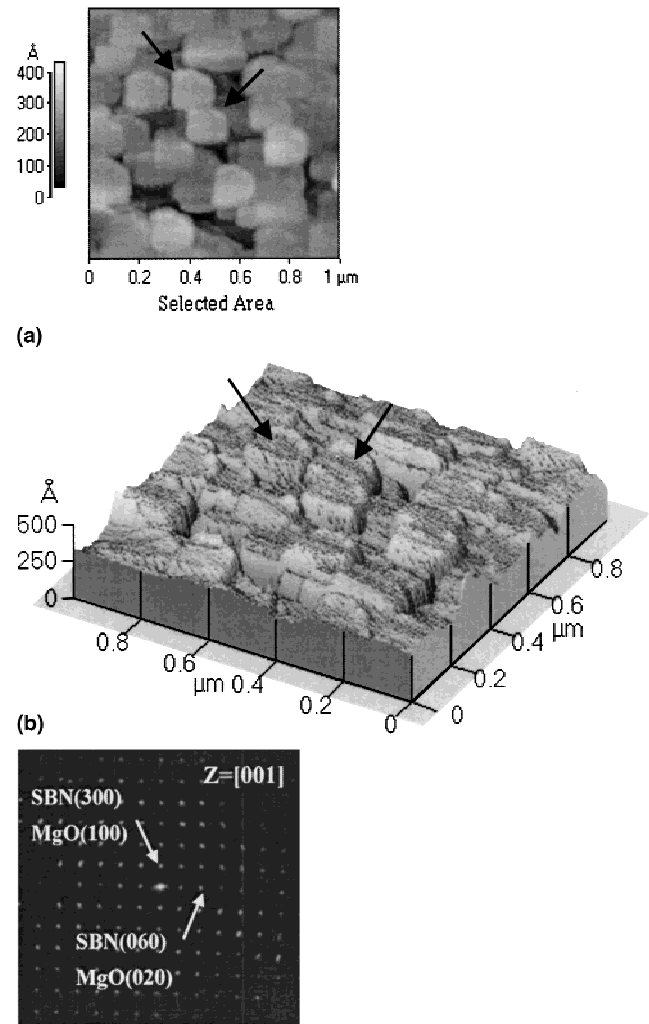 Å
400
300
200
100
0
0 0.2 0.4 0.6 0.8 1 µm
Selected Area
(a)
Å
500
250
0
0.8
0.6
µm 0.4
0.2
0
0
0.2
0.4
µm
0.6
0.8
(b)
Z=[001]
SBN(300)
MgO(100)
SBN(060)
MgO(020)